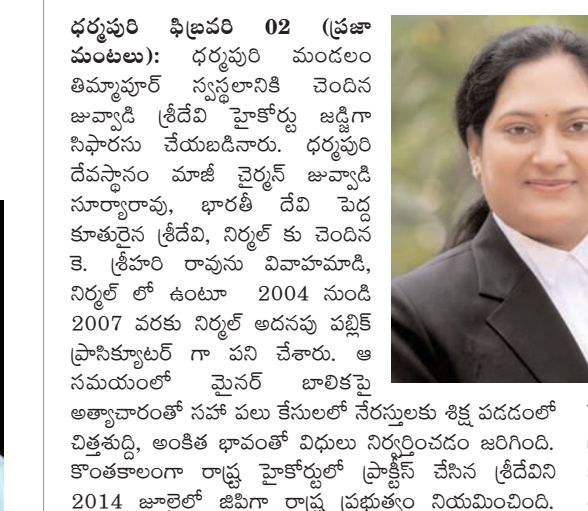 ధర్మపురి ఫిబ్రవరి 02 (ప్రజా
మంటలు): ధర్మపురి మండలం
తిమ్మాపూర్ స్వస్థలానికి చెందిన
జువ్వాడి శ్రీదేవి హైకోర్టు జడ్జిగా
సిఫారసు చేయబడినారు. ధర్మపురి
దేవస్థానం మాజీ చైర్మన్ జువ్వాడి
సూర్యారావు, భారతీ దేవి పెద్ద
కూతురైన శ్రీదేవి, నిర్మల్ కు చెందిన
కె. శ్రీహరి రావును వివాహమాడి,
నిర్మల్ లో ఉంటూ 2004 నుండి
2007 వరకు నిర్మల్ అదనపు పబ్లిక్
ప్రాసిక్యూటర్ గా పని చేశారు. ఆ
సమయంలో మైనర్ బాలికపై
అత్యాచారంతో సహా పలు కేసులలో నేరస్తులకు శిక్ష పడడంలో
చిత్తశుద్ది, అంకిత భావంతో విధులు నిర్వర్తించడం జరిగింది.
కొంతకాలంగా రాష్ట్ర హైకోర్టులో ప్రాక్టీస్ చేసిన శ్రీదేవిని
2014 జూలైలో జిపిగా రాష్ట్ర ప్రభుత్వం నియమించింది.